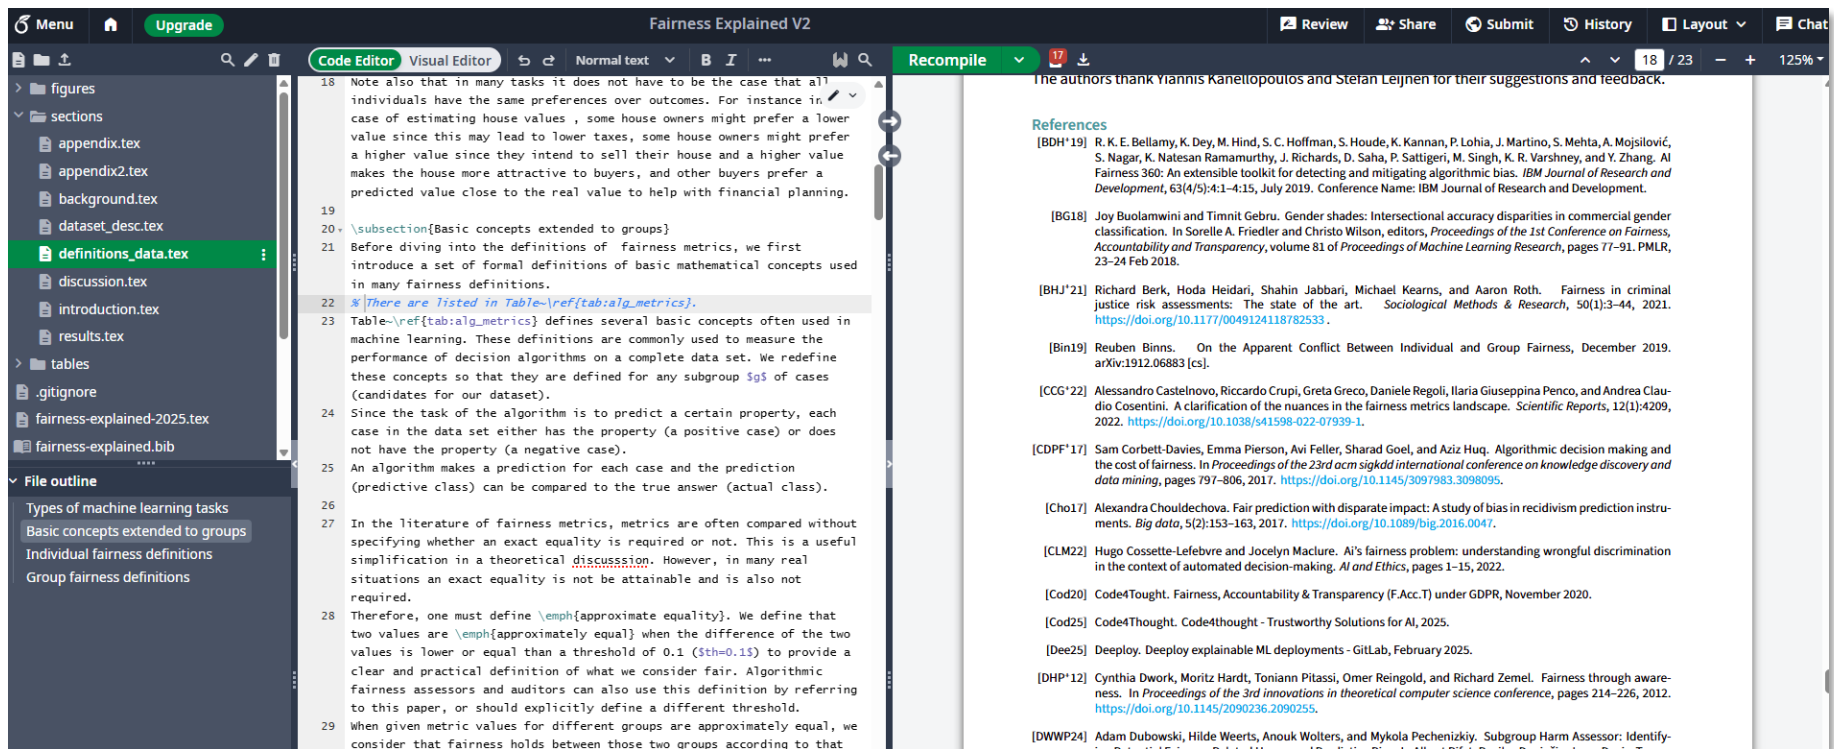 Menu
Upgrade
Fairness Explained V2
Review
Share
Submit
History
Layout
Chat
Code Editor
Visual Editor
Normal text
B
I
Recompile
17
18 / 23
125%
figures
sections
appendix.tex
appendix2.tex
background.tex
dataset_desc.tex
definitions_data.tex
discussion.tex
introduction.tex
results.tex
tables
.gitignore
fairness-explained-2025.tex
fairness-explained.bib
File outline
Types of machine learning tasks
Basic concepts extended to groups
Individual fairness definitions
Group fairness definitions
18 Note also that in many tasks it does not have to be the case that all
individuals have the same preferences over outcomes. For instance in
case of estimating house values , some house owners might prefer a lower
value since this may lead to lower taxes, some house owners might prefer
a higher value since they intend to sell their house and a higher value
makes the house more attractive to buyers, and other buyers prefer a
predicted value close to the real value to help with financial planning.
19
20 \subsection{Basic concepts extended to groups}
21 Before diving into the definitions of  fairness metrics, we first
introduce a set of formal definitions of basic mathematical concepts used
in many fairness definitions.
22 % There are listed in Table~\ref{tab:alg_metrics}.
23 Table~\ref{tab:alg_metrics} defines several basic concepts often used in
machine learning. These definitions are commonly used to measure the
performance of decision algorithms on a complete data set. We redefine
these concepts so that they are defined for any subgroup $g$ of cases
(candidates for our dataset).
24 Since the task of the algorithm is to predict a certain property, each
case in the data set either has the property (a positive case) or does
not have the property (a negative case).
25 An algorithm makes a prediction for each case and the prediction
(predictive class) can be compared to the true answer (actual class).
26
27 In the literature of fairness metrics, metrics are often compared without
specifying whether an exact equality is required or not. This is a useful
simplification in a theoretical discusssion. However, in many real
situations an exact equality is not be attainable and is also not
required.
28 Therefore, one must define \emph{approximate equality}. We define that
two values are \emph{approximately equal} when the difference of the two
values is lower or equal than a threshold of 0.1 ($th=0.1$) to provide a
clear and practical definition of what we consider fair. Algorithmic
fairness assessors and auditors can also use this definition by referring
to this paper, or should explicitly define a different threshold.
29 When given metric values for different groups are approximately equal, we
consider that fairness holds between those two groups according to that
The authors thank Yiannis Kanellopoulos and Stefan Leijnen for their suggestions and feedback.
References
[BDH+19] R. K. E. Bellamy, K. Dey, M. Hind, S. C. Hoffman, S. Houde, K. Kannan, P. Lohia, J. Martino, S. Mehta, A. Mojsilović,
S. Nagar, K. Natesan Ramamurthy, J. Richards, D. Saha, P. Sattigeri, M. Singh, K. R. Varshney, and Y. Zhang. AI
Fairness 360: An extensible toolkit for detecting and mitigating algorithmic bias. IBM Journal of Research and
Development, 63(4/5):4:1–4:15, July 2019. Conference Name: IBM Journal of Research and Development.
[BG18] Joy Buolamwini and Timnit Gebru. Gender shades: Intersectional accuracy disparities in commercial gender
classification. In Sorelle A. Friedler and Christo Wilson, editors, Proceedings of the 1st Conference on Fairness,
Accountability and Transparency, volume 81 of Proceedings of Machine Learning Research, pages 77–91. PMLR,
23–24 Feb 2018.
[BHJ+21] Richard Berk, Hoda Heidari, Shahin Jabbari, Michael Kearns, and Aaron Roth. Fairness in criminal
justice risk assessments: The state of the art. Sociological Methods & Research, 50(1):3–44, 2021.
https://doi.org/10.1177/0049124118782533 .
[Bin19] Reuben Binns. On the Apparent Conflict Between Individual and Group Fairness, December 2019.
arXiv:1912.06883 [cs].
[CCG+22] Alessandro Castelnovo, Riccardo Crupi, Greta Greco, Daniele Regoli, Ilaria Giuseppina Penco, and Andrea Clau-
dio Cosentini. A clarification of the nuances in the fairness metrics landscape. Scientific Reports, 12(1):4209,
2022. https://doi.org/10.1038/s41598-022-07939-1.
[CDPF+17] Sam Corbett-Davies, Emma Pierson, Avi Feller, Sharad Goel, and Aziz Huq. Algorithmic decision making and
the cost of fairness. In Proceedings of the 23rd acm sigkdd international conference on knowledge discovery and
data mining, pages 797–806, 2017. https://doi.org/10.1145/3097983.3098095.
[Cho17] Alexandra Chouldechova. Fair prediction with disparate impact: A study of bias in recidivism prediction instru-
ments. Big data, 5(2):153–163, 2017. https://doi.org/10.1089/big.2016.0047.
[CLM22] Hugo Cossette-Lefebvre and Jocelyn Maclure. Ai's fairness problem: understanding wrongful discrimination
in the context of automated decision-making. AI and Ethics, pages 1–15, 2022.
[Cod20] Code4Tought. Fairness, Accountability & Transparency (F.Acc.T) under GDPR, November 2020.
[Cod25] Code4Thought. Code4thought - Trustworthy Solutions for AI, 2025.
[Dee25] Deeploy. Deeploy explainable ML deployments - GitLab, February 2025.
[DHP+12] Cynthia Dwork, Moritz Hardt, Toniann Pitassi, Omer Reingold, and Richard Zemel. Fairness through aware-
ness. In Proceedings of the 3rd innovations in theoretical computer science conference, pages 214–226, 2012.
https://doi.org/10.1145/2090236.2090255.
[DWWP24] Adam Dubowski, Hilde Weerts, Anouk Wolters, and Mykola Pechenizkiy. Subgroup Harm Assessor: Identify-